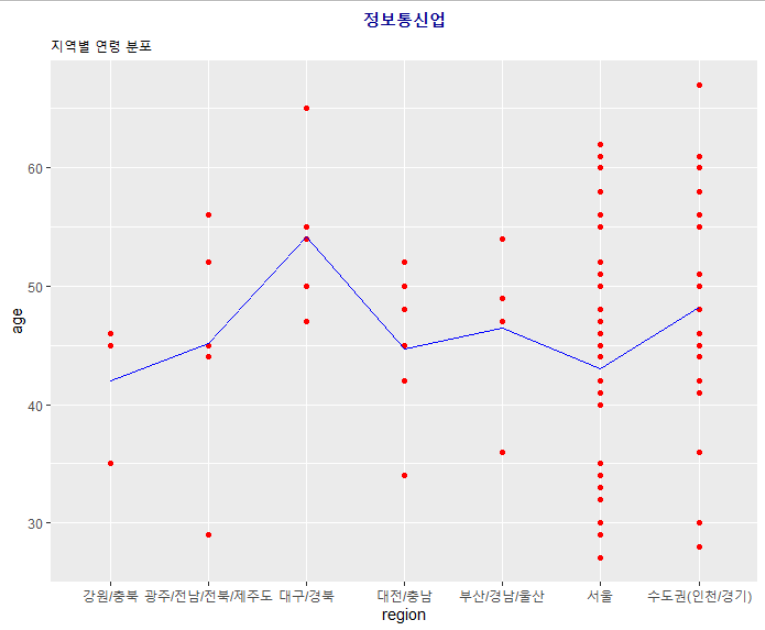 정보통신업
지역별 연령 분포
60
50
40
30
age
강원/충북 광주/전남/전북/제주도 대구/경북 대전/충남 부산/경남/울산 서울 수도권(인천/경기)
region